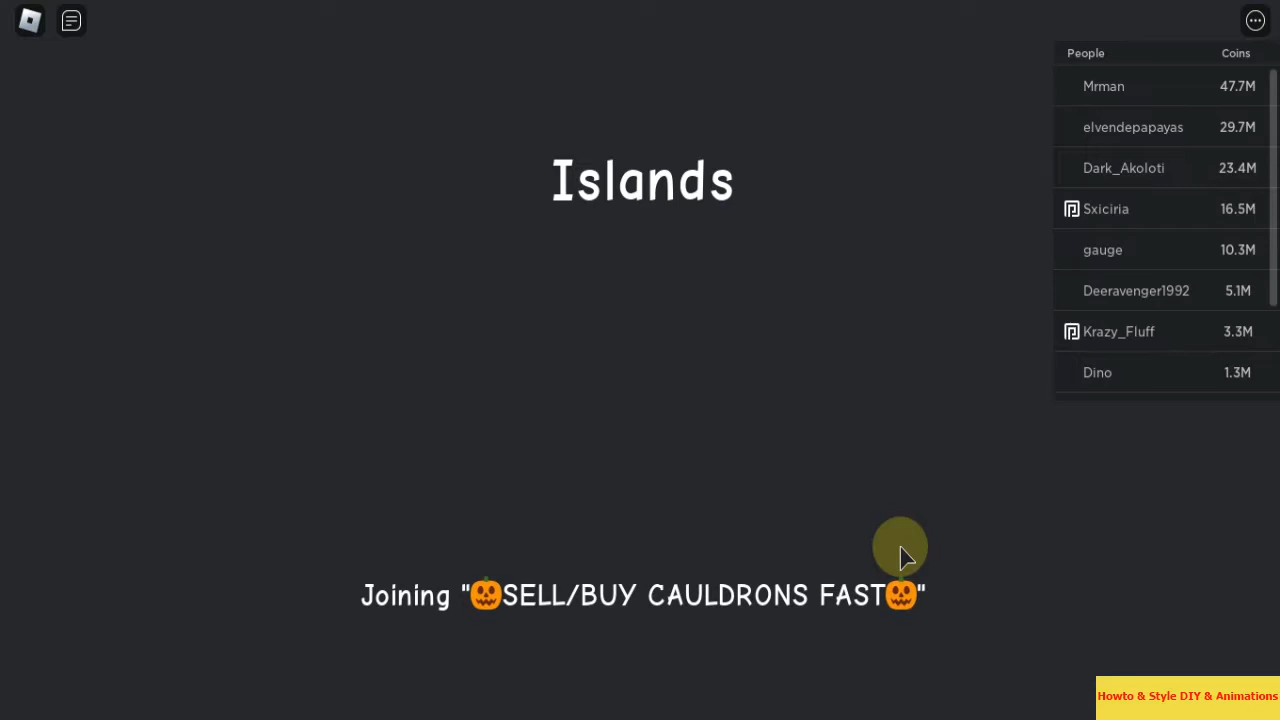 People Coins
Mrman 47.7M
elvendepapayas 29.7M
Islands
Dark_Akoloti 23.4M
Sxiciria 16.5M
gauge 10.3M
Deeravenger1992 5.1M
Krazy_Fluff 3.3M
Dino 1.3M
Joining "🎃SELL/BUY CAULDRONS FAST🎃"
Howto & Style DIY & Animations